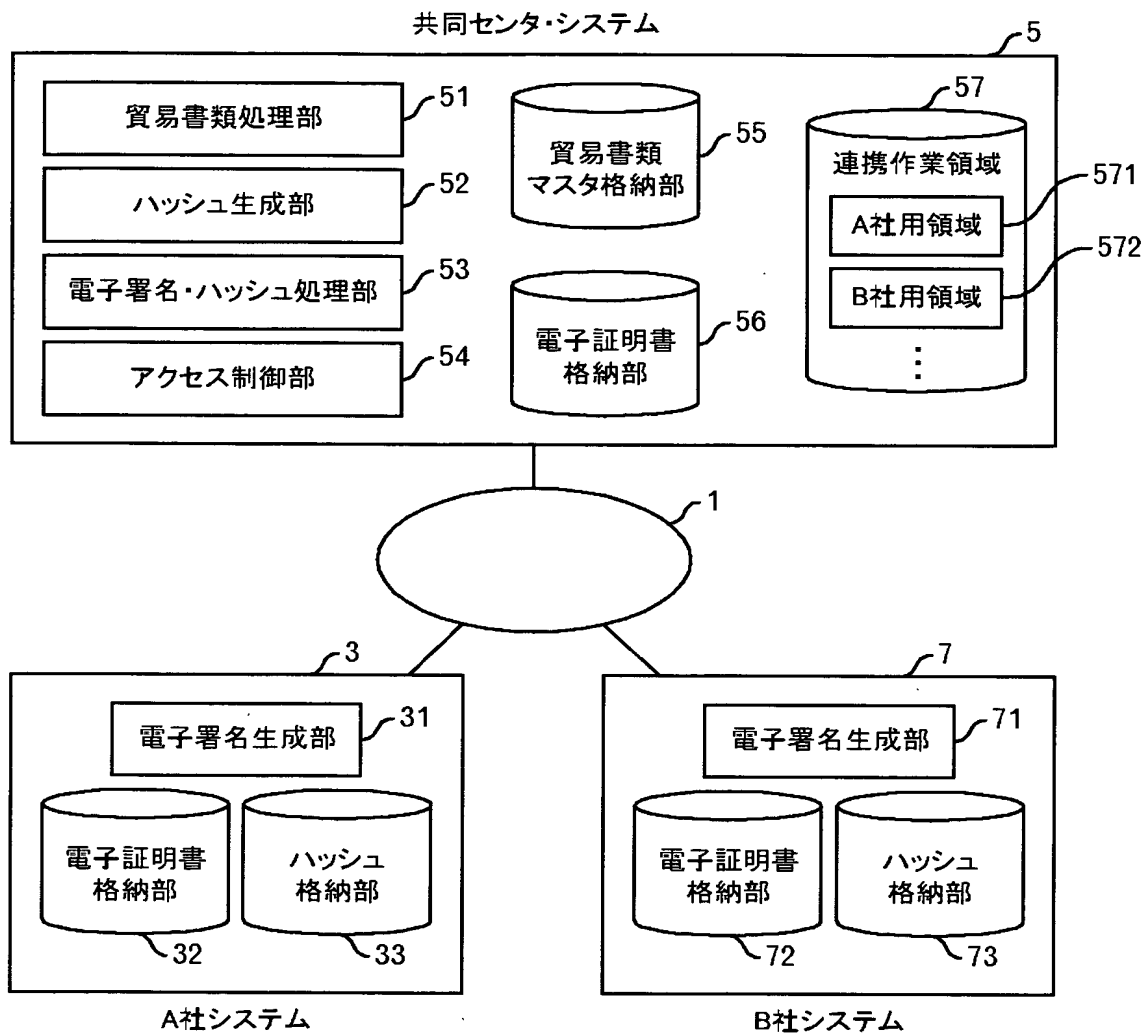 共同センタ・システム
5
貿易書類処理部
51
ハッシュ生成部
52
電子署名・ハッシュ処理部
53
アクセス制御部
54
貿易書類
マスタ格納部
55
電子証明書
格納部
56
57
連携作業領域
A社用領域
571
B社用領域
572
1
3
電子署名生成部
31
電子証明書
格納部
32
ハッシュ
格納部
33
A社システム
7
電子署名生成部
71
電子証明書
格納部
72
ハッシュ
格納部
73
B社システム